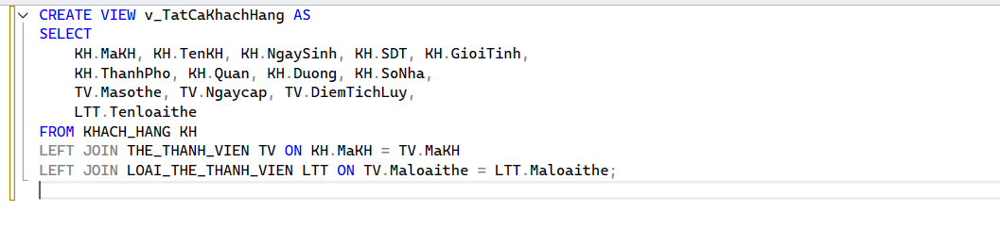 CREATE VIEW v_TatCaKhachHang AS
SELECT
    KH.MaKH, KH.TenKH, KH.NgaySinh, KH.SDT, KH.GioiTinh,
    KH.ThanhPho, KH.Quan, KH.Duong, KH.SoNha,
    TV.Masothe, TV.Ngaycap, TV.DiemTichLuy,
    LTT.Tenloaithe
FROM KHACH_HANG KH
LEFT JOIN THE_THANH_VIEN TV ON KH.MaKH = TV.MaKH
LEFT JOIN LOAI_THE_THANH_VIEN LTT ON TV.Maloaithe = LTT.Maloaithe;